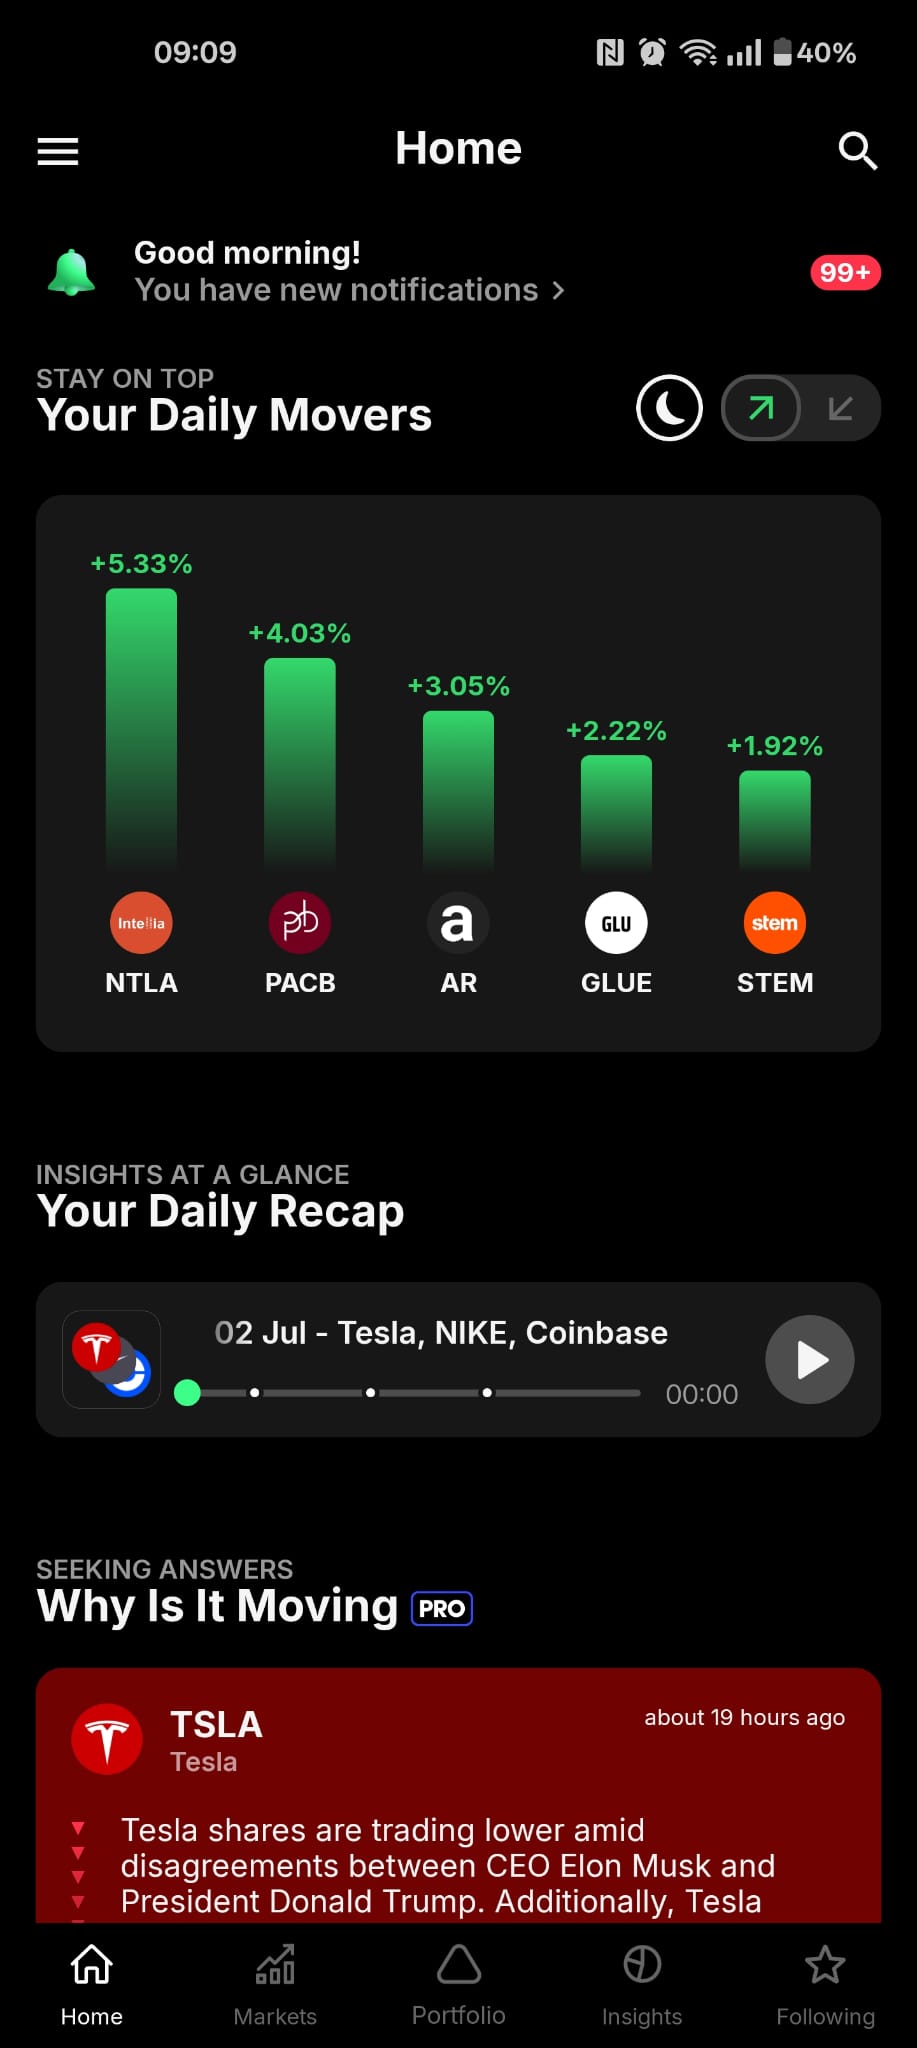 09:09
40%
Home
Good morning!
You have new notifications >
99+
STAY ON TOP
Your Daily Movers
+5.33%
+4.03%
+3.05%
+2.22%
+1.92%
Intellia
pb
a
GLU
stem
NTLA
PACB
AR
GLUE
STEM
INSIGHTS AT A GLANCE
Your Daily Recap
02 Jul - Tesla, NIKE, Coinbase
00:00
SEEKING ANSWERS
Why Is It Moving PRO
TSLA
about 19 hours ago
Tesla
Tesla shares are trading lower amid
disagreements between CEO Elon Musk and
President Donald Trump. Additionally, Tesla
Home
Markets
Portfolio
Insights
Following